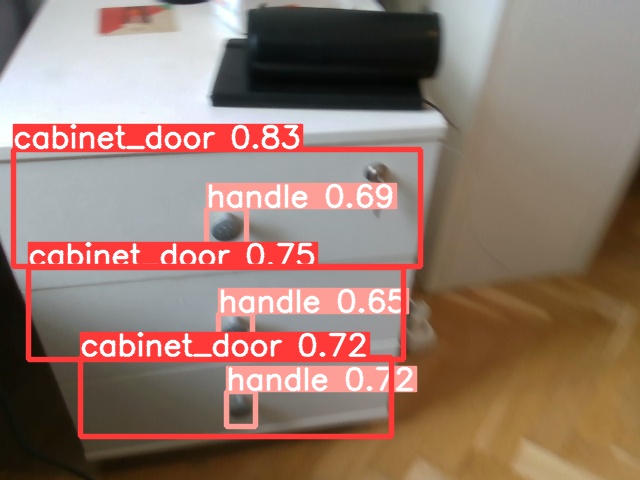 cabinet_door 0.83
handle 0.69
cabinet_door 0.75
handle 0.65
cabinet_door 0.72
handle 0.72